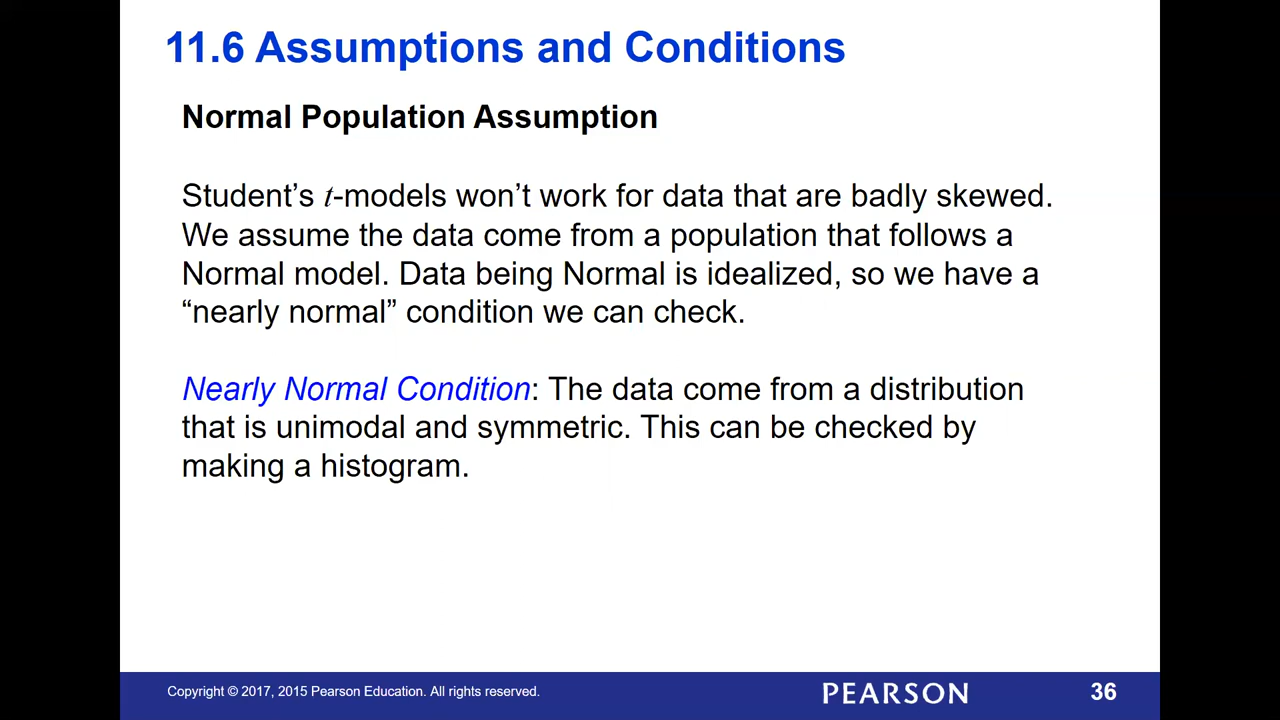 11.6 Assumptions and Conditions
Normal Population Assumption
Student’s t-models won’t work for data that are badly skewed.
We assume the data come from a population that follows a
Normal model. Data being Normal is idealized, so we have a
“nearly normal” condition we can check.
Nearly Normal Condition: The data come from a distribution
that is unimodal and symmetric. This can be checked by
making a histogram.
Copyright © 2017, 2015 Pearson Education. All rights reserved.
PEARSON
36